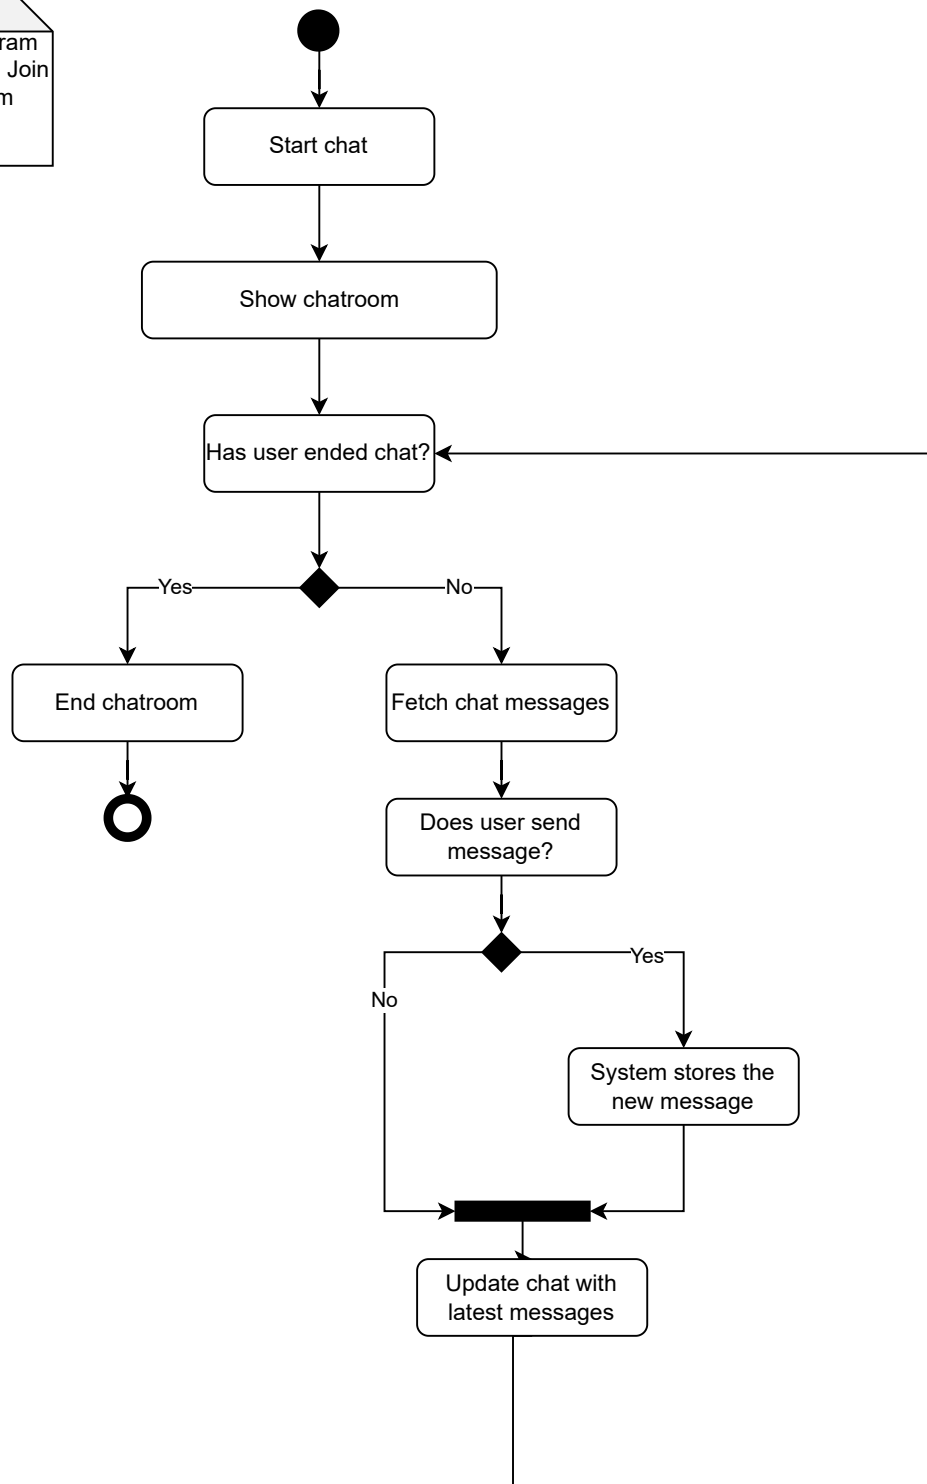 ram
Join
m
Start chat
Show chatroom
Has user ended chat?
Yes
No
End chatroom
Fetch chat messages
Does user send
message?
Yes
No
System stores the
new message
Update chat with
latest messages